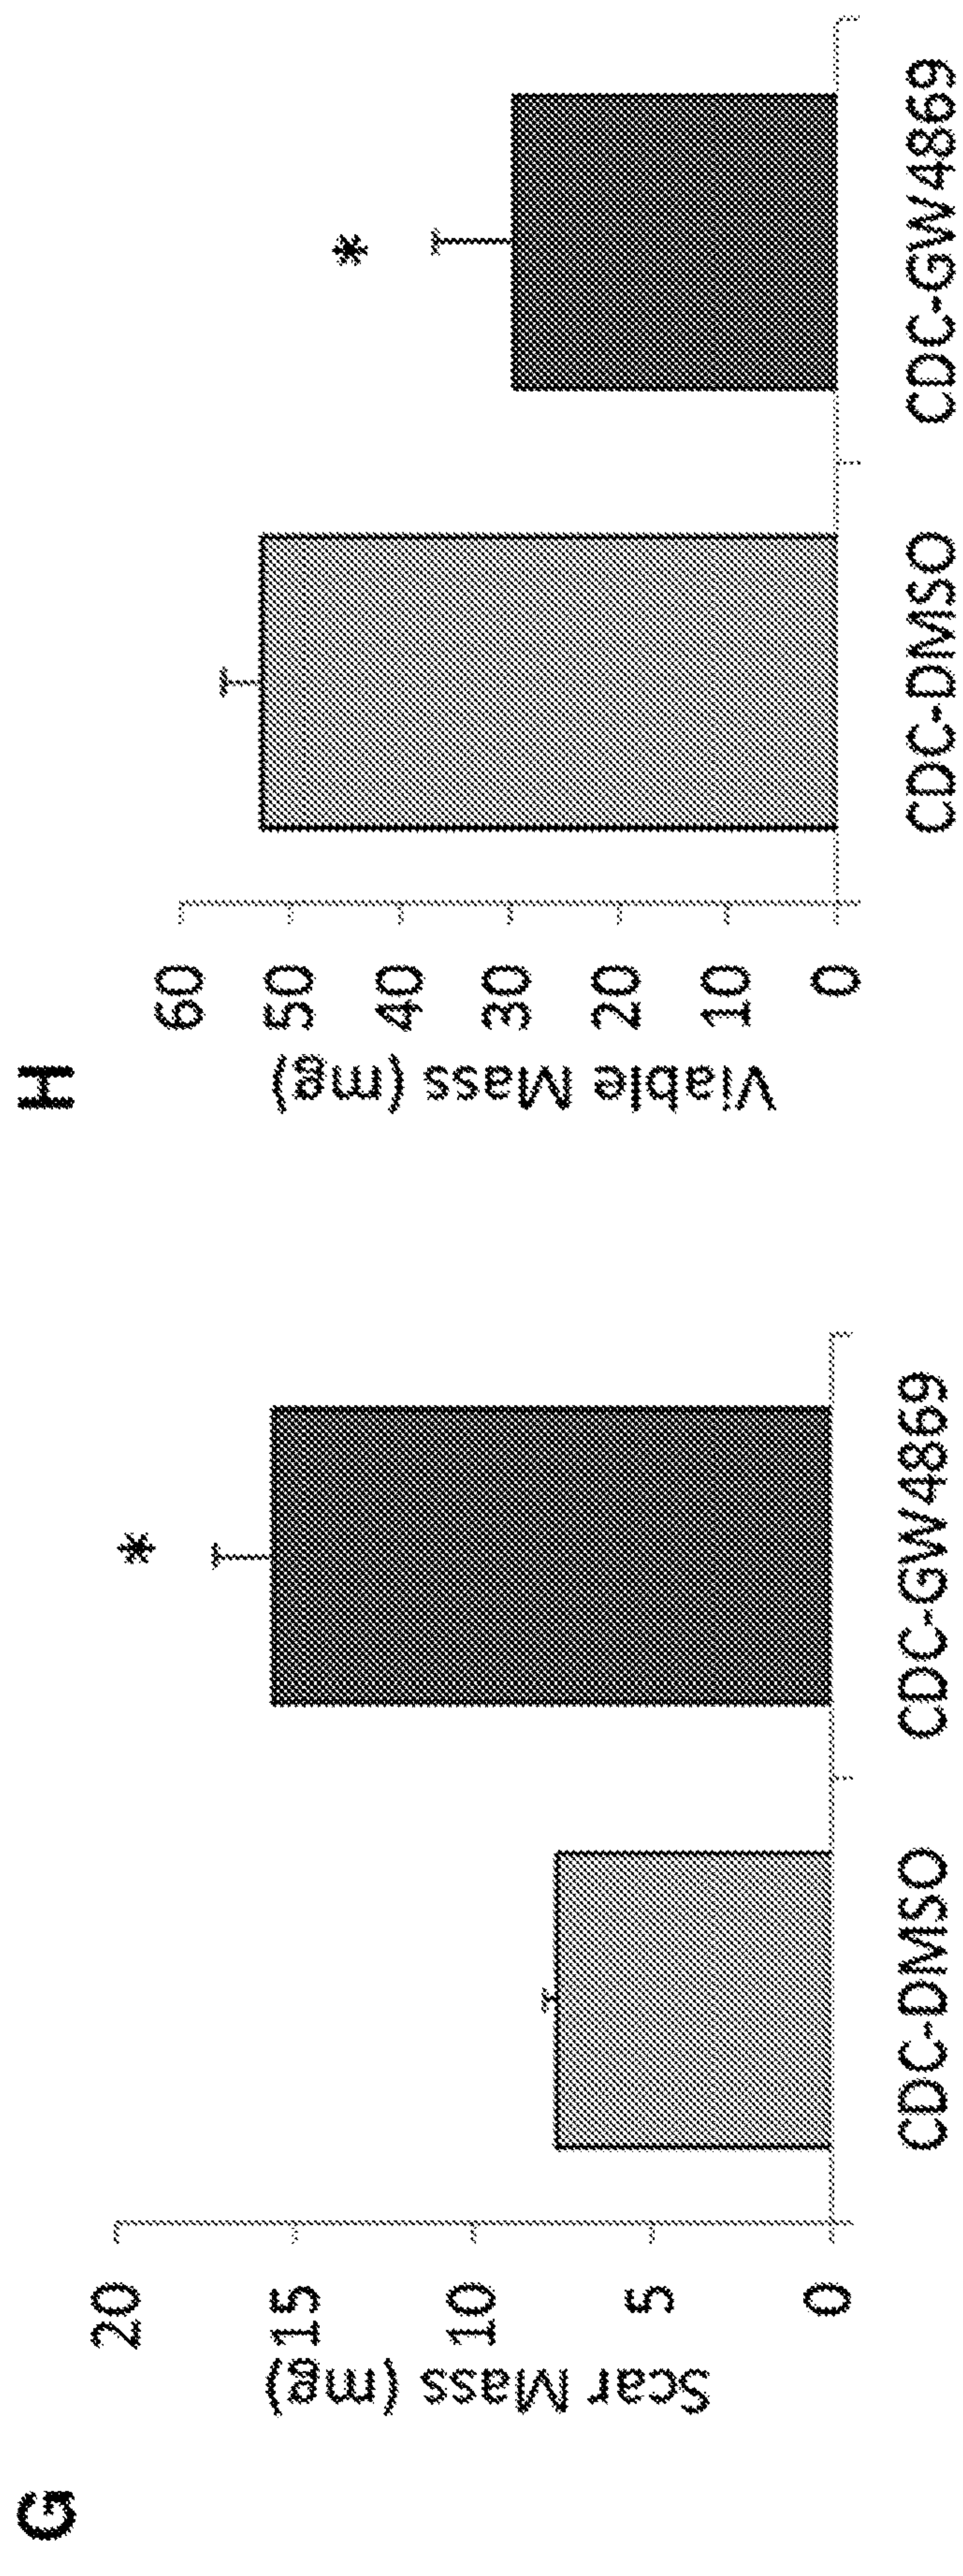 G
Scar Mass (mg)
20
15
10
5
0
*
CDC-DMSO
CDC-GW4869
H
Viable Mass (mg)
60
50
40
30
20
10
0
*
CDC-DMSO
CDC-GW4869